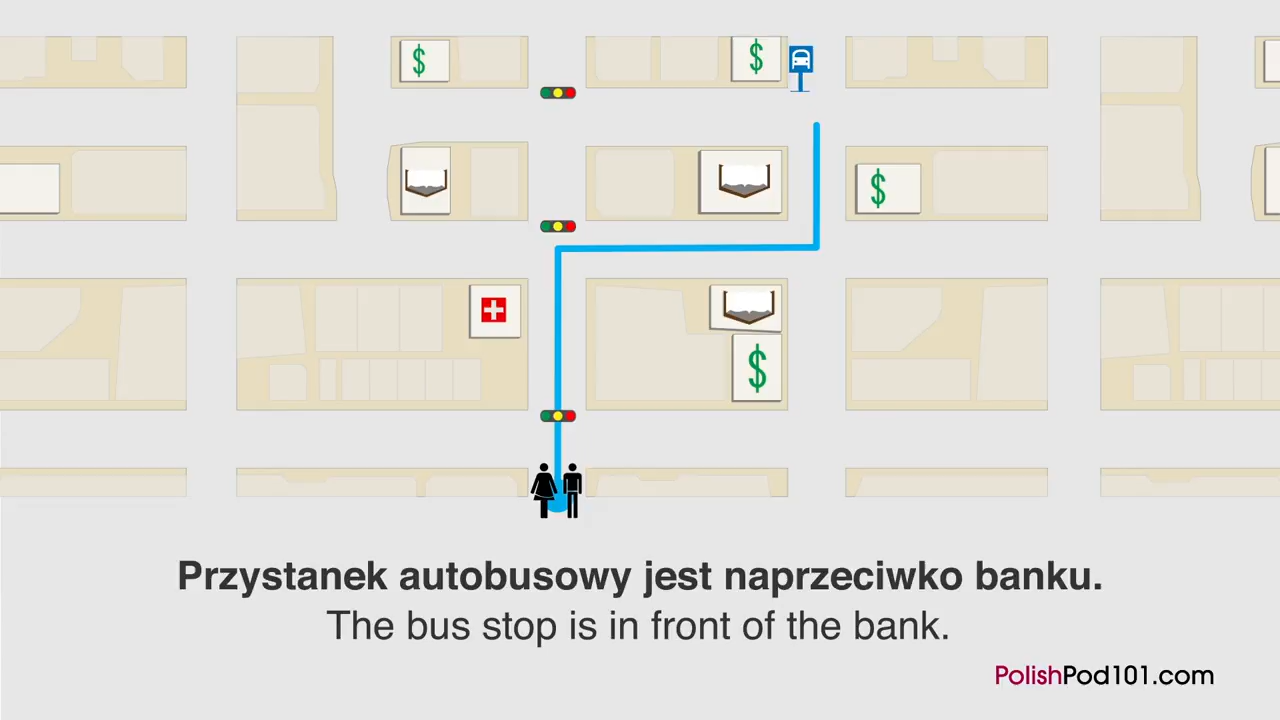 $ $
$
$
Przystanek autobusowy jest naprzeciwko banku.
The bus stop is in front of the bank.
PolishPod101.com